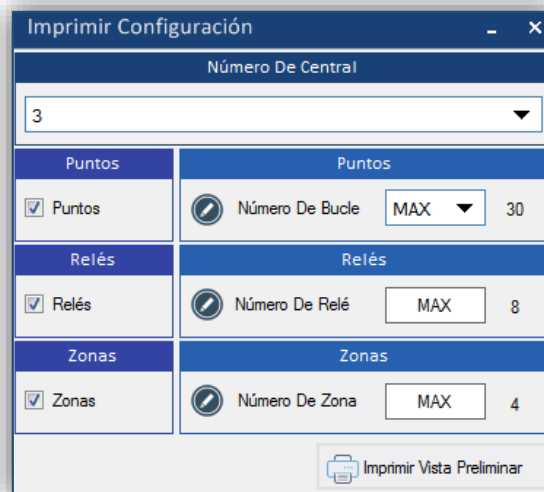 Imprimir Configuración
Número De Central
3
Puntos Puntos
Puntos Número De Bucle MAX 30
Relés Relés
Relés Número De Relé MAX 8
Zonas Zonas
Zonas Número De Zona MAX 4
Imprimir Vista Preliminar